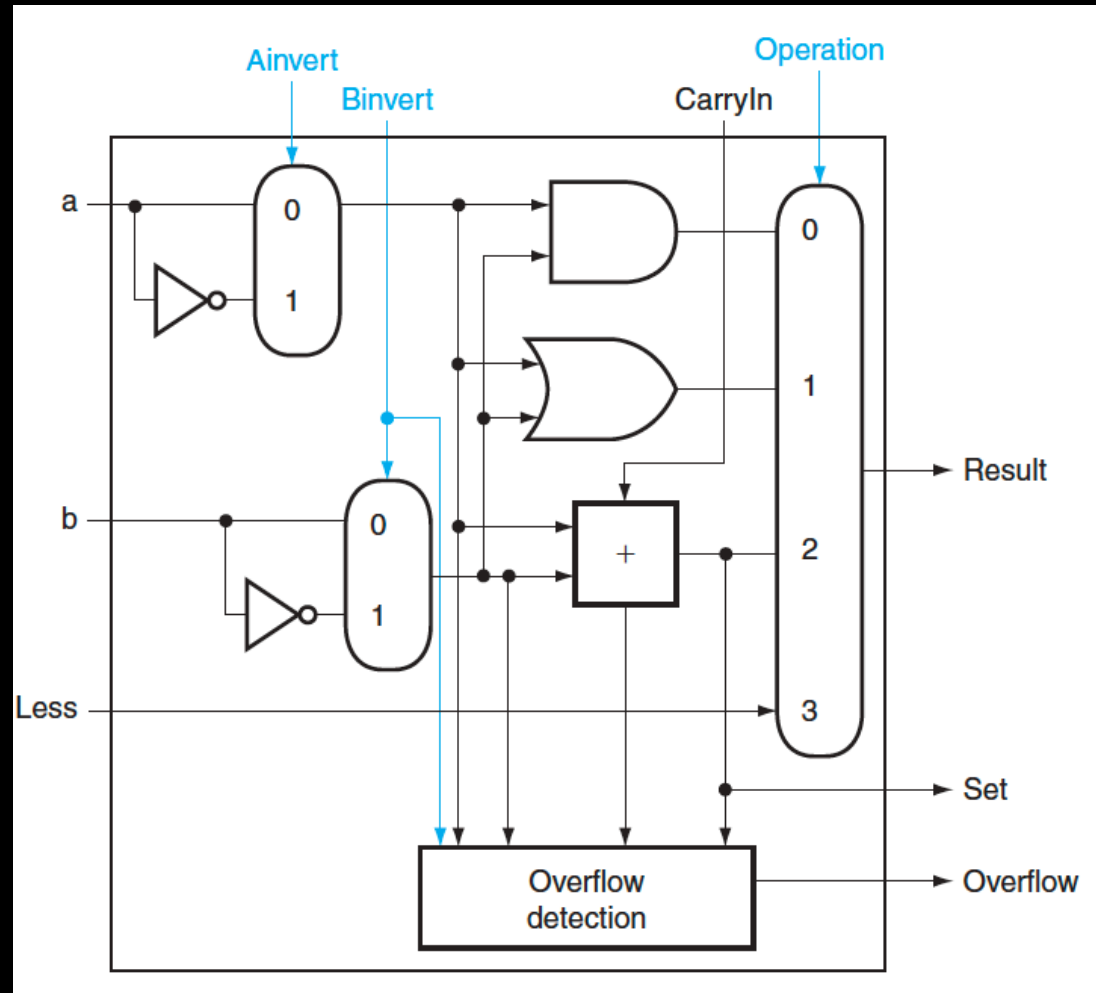 Ainvert
Binvert
CarryIn
Operation
a
0
1
0
1
b
0
1
+
2
Less
3
Result
Set
Overflow
detection
Overflow